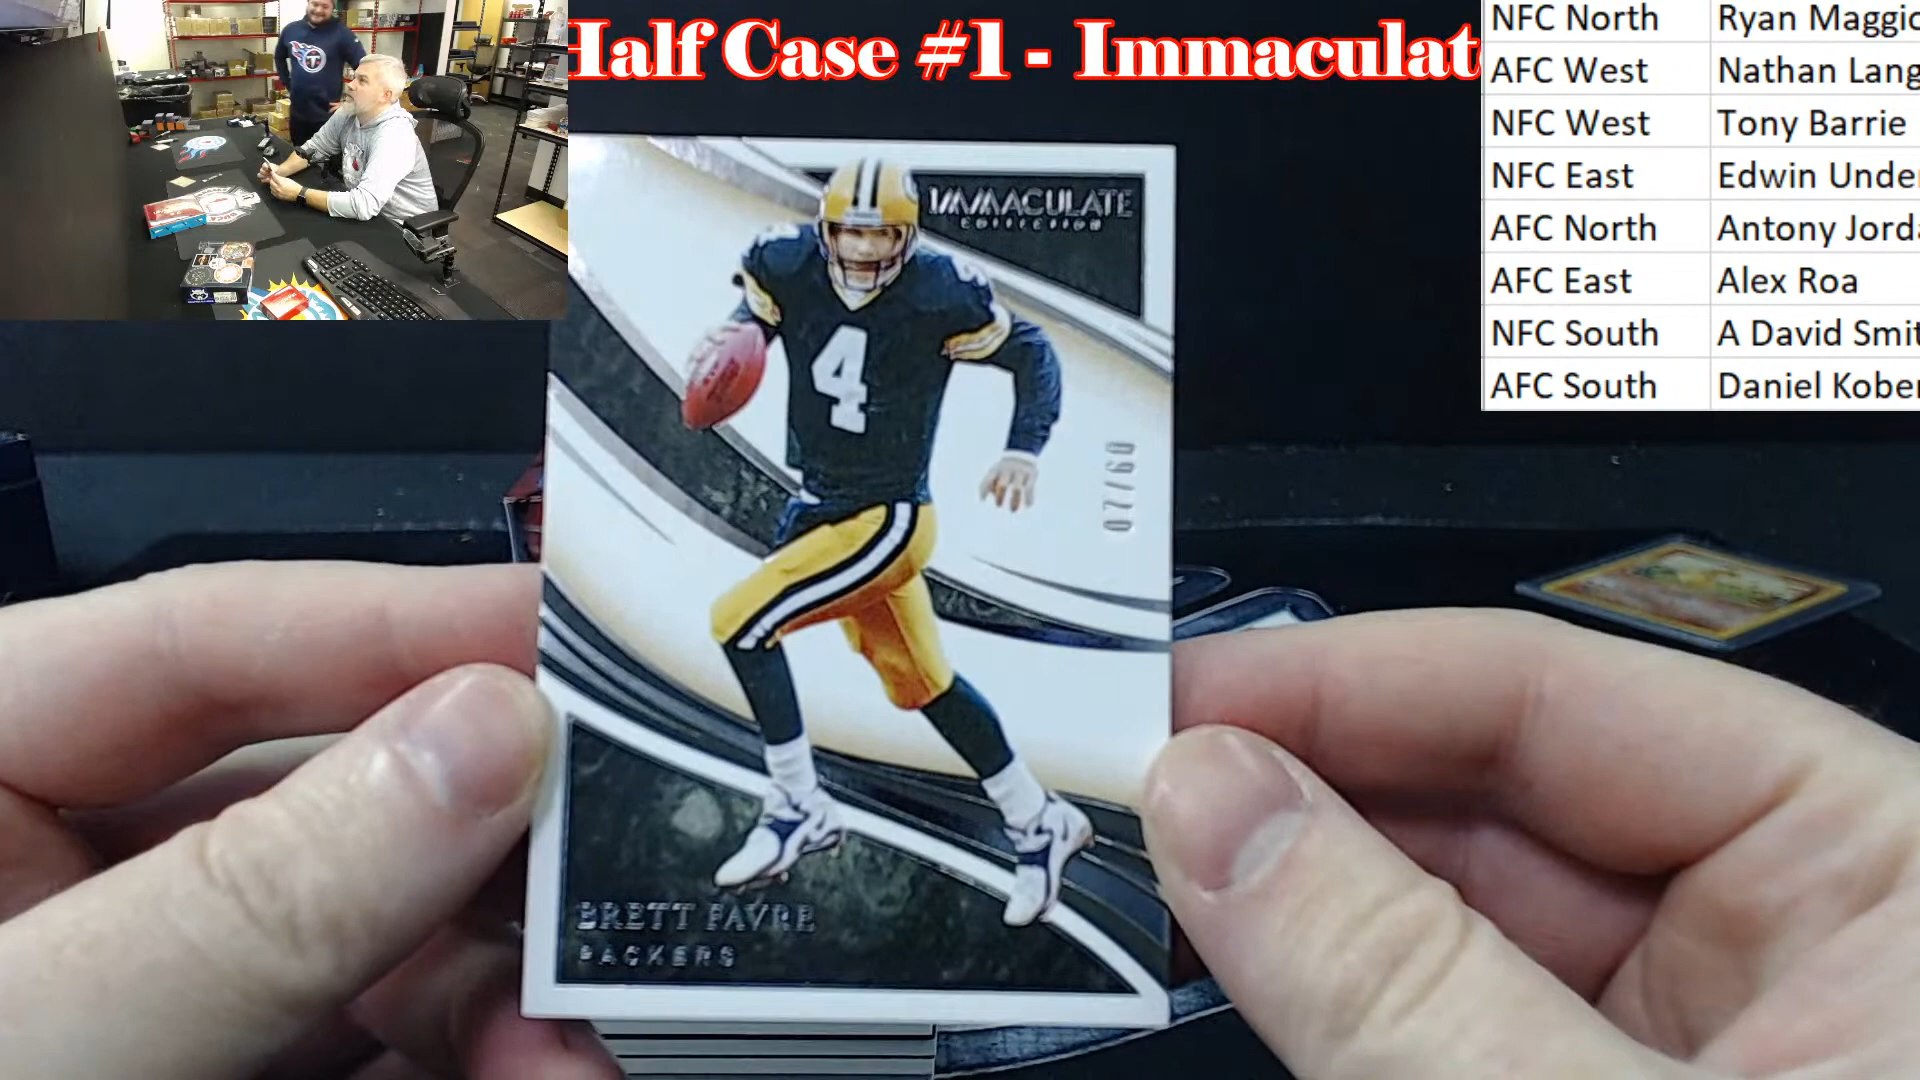 Half Case #1 - Immaculat
NFC North Ryan Maggio
AFC West Nathan Lang
NFC West Tony Barrie
NFC East Edwin Unde
AFC North Antony Jord
AFC East Alex Roa
NFC South A David Smit
AFC South Daniel Kobe
IMMACULATE
COLLECTION
4
07/60
BRETT FAVRE
PACKERS